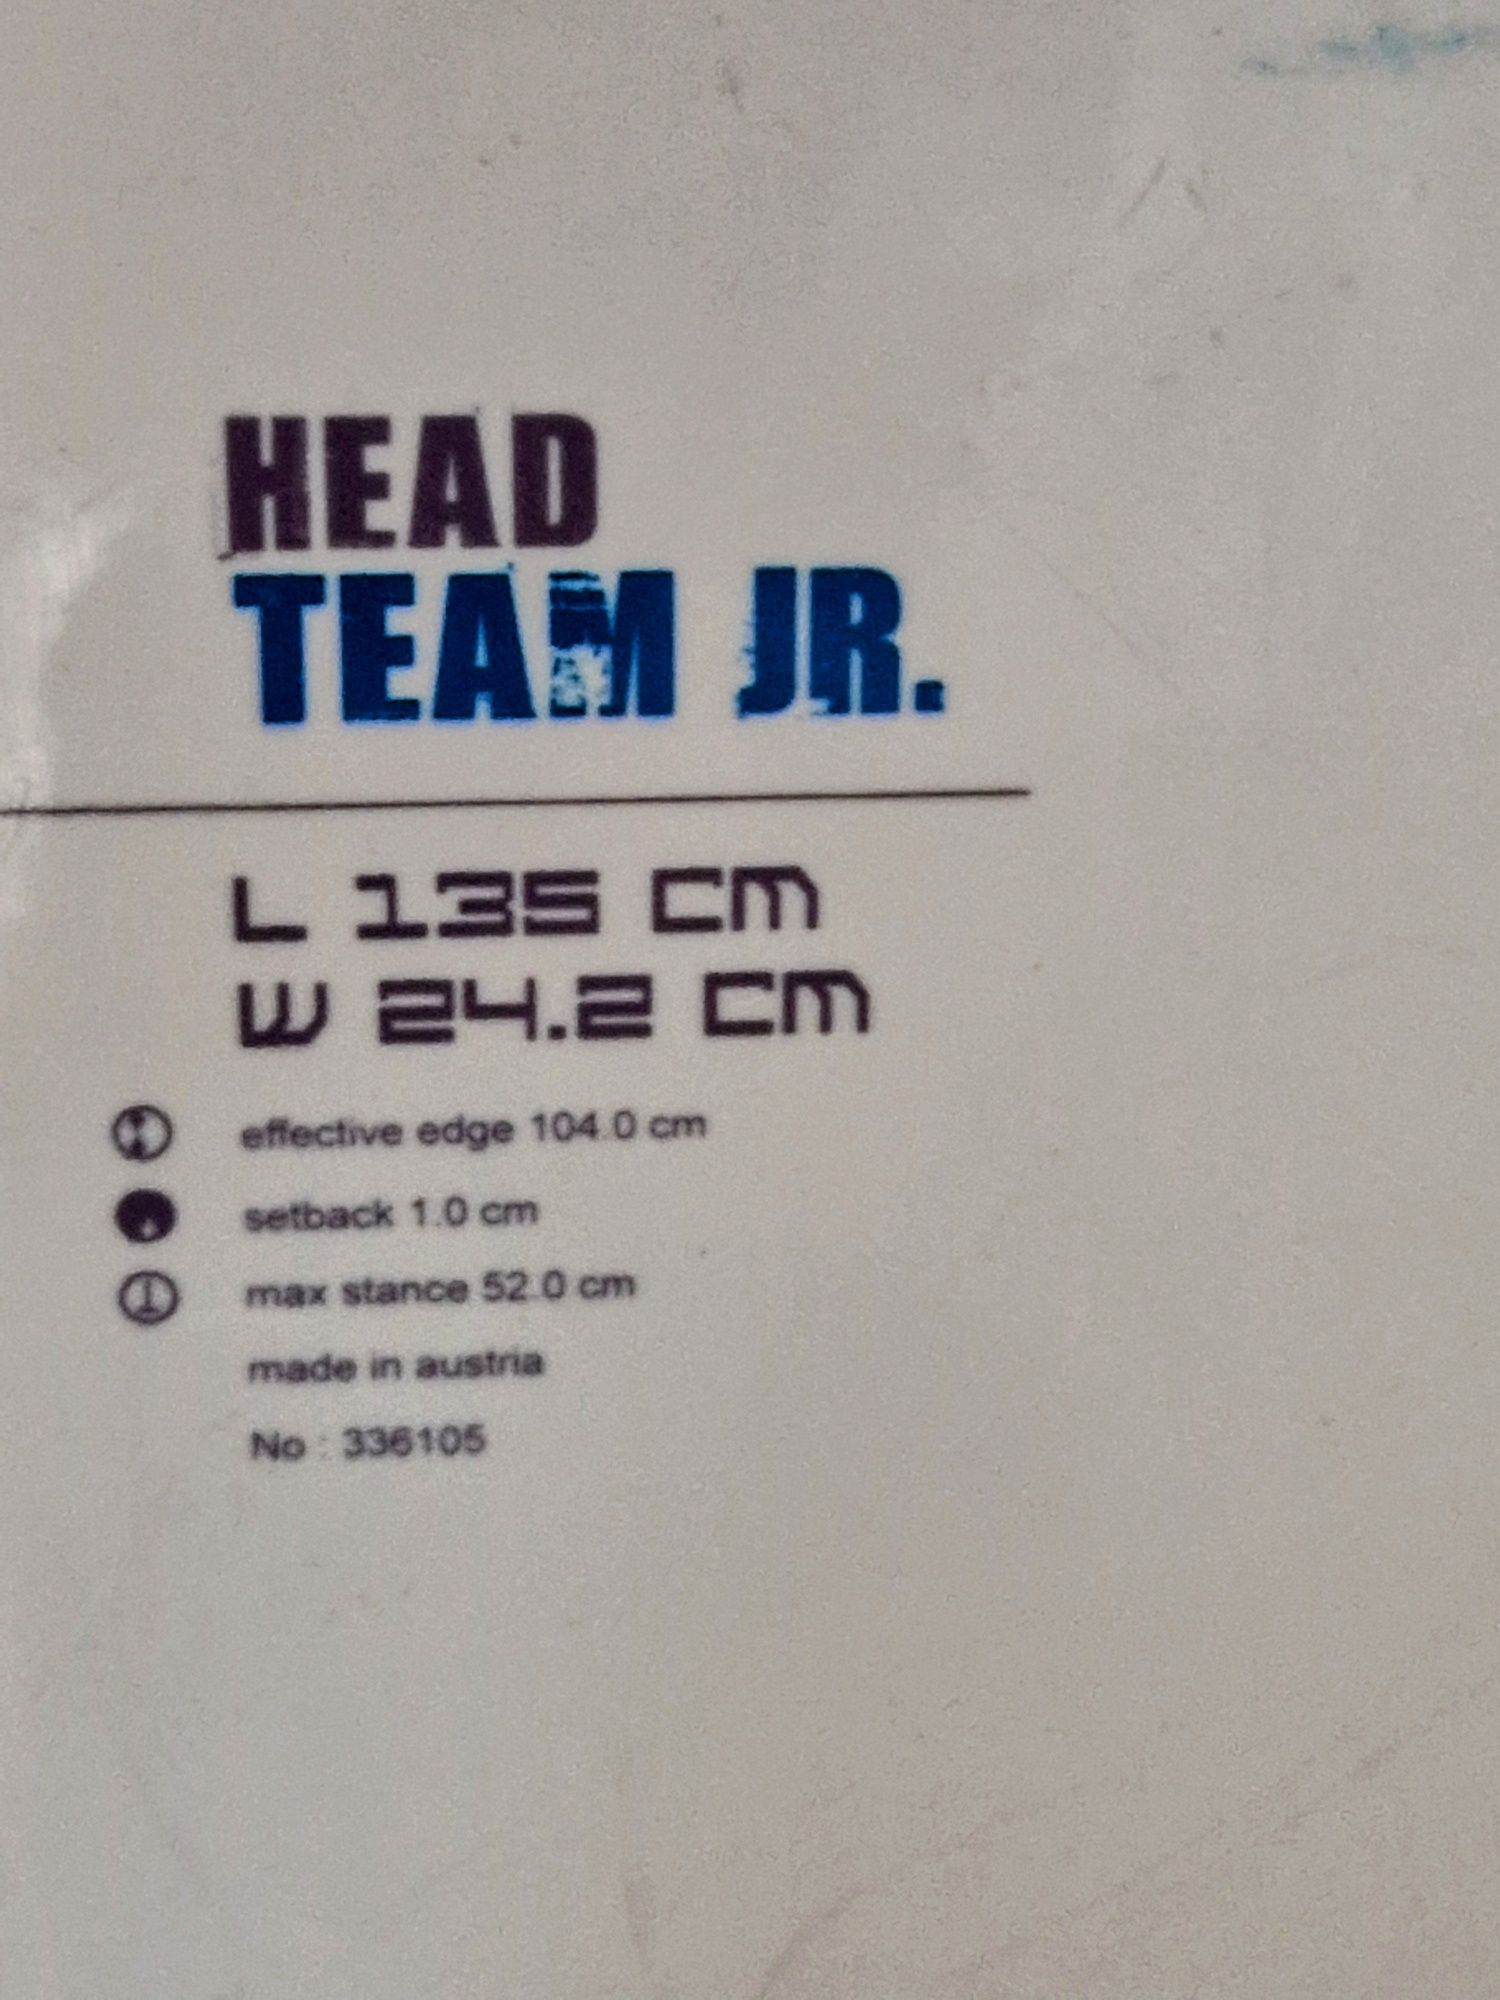 HEAD
TEAM JR.
L 135 CM
W 24.2 CM
effective edge 104.0 cm
setback 1.0 cm
max stance 52.0 cm
made in austria
No : 336105